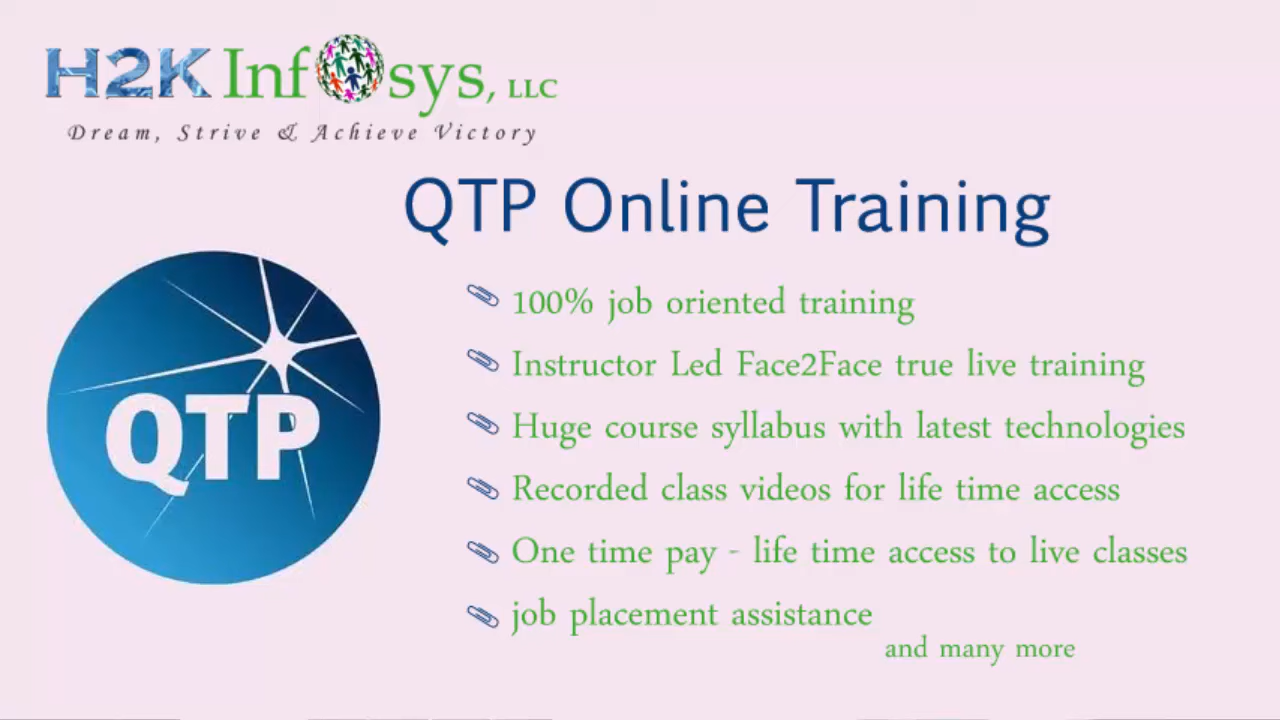 H2K Infosys, LLC
Dream, Strive & Achieve Victory
QTP Online Training
QTP
100% job oriented training
Instructor Led Face2Face true live training
Huge course syllabus with latest technologies
Recorded class videos for life time access
One time pay - life time access to live classes
job placement assistance
and many more